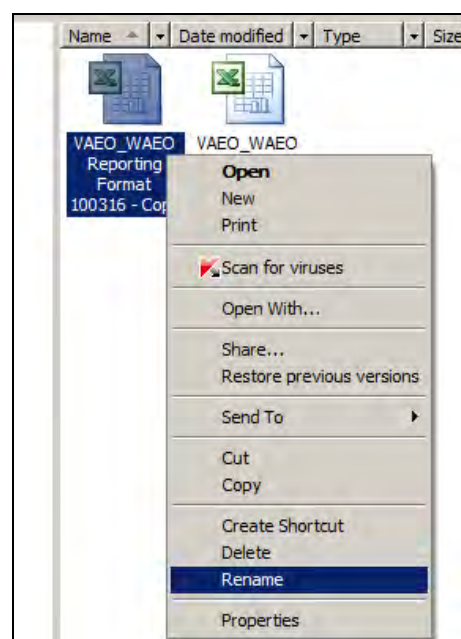 Name Date modified Type Size
VAEO_WAEO VAEO_WAEO
Reporting
Format
100316 - Cop
Open
New
Print
Scan for viruses
Open With...
Share...
Restore previous versions
Send To
Cut
Copy
Create Shortcut
Delete
Rename
Properties